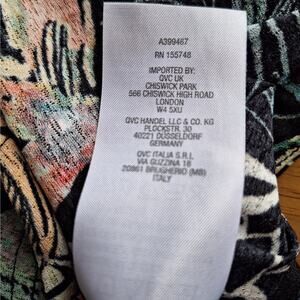 A399467
RN 155748
IMPORTED BY:
QVC UK
CHISWICK PARK
566 CHISWICK HIGH ROAD
LONDON
W4 5XU
QVC HANDEL LLC & CO. KG
PLOCKSTR. 30
40221 DÜSSELDORF
GERMANY
QVC ITALIA S.R.L
VIA GUZZINA 18
20861 BRUGHERIO (MB)
ITALY